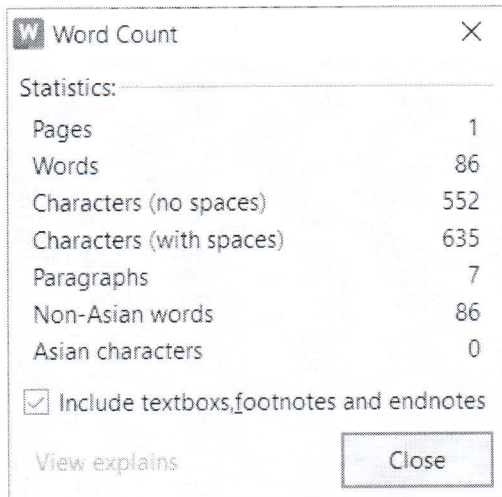 W Word Count
Statistics:
Pages 1
Words 86
Characters (no spaces) 552
Characters (with spaces) 635
Paragraphs 7
Non-Asian words 86
Asian characters 0
Include textboxs,footnotes and endnotes
View explains Close